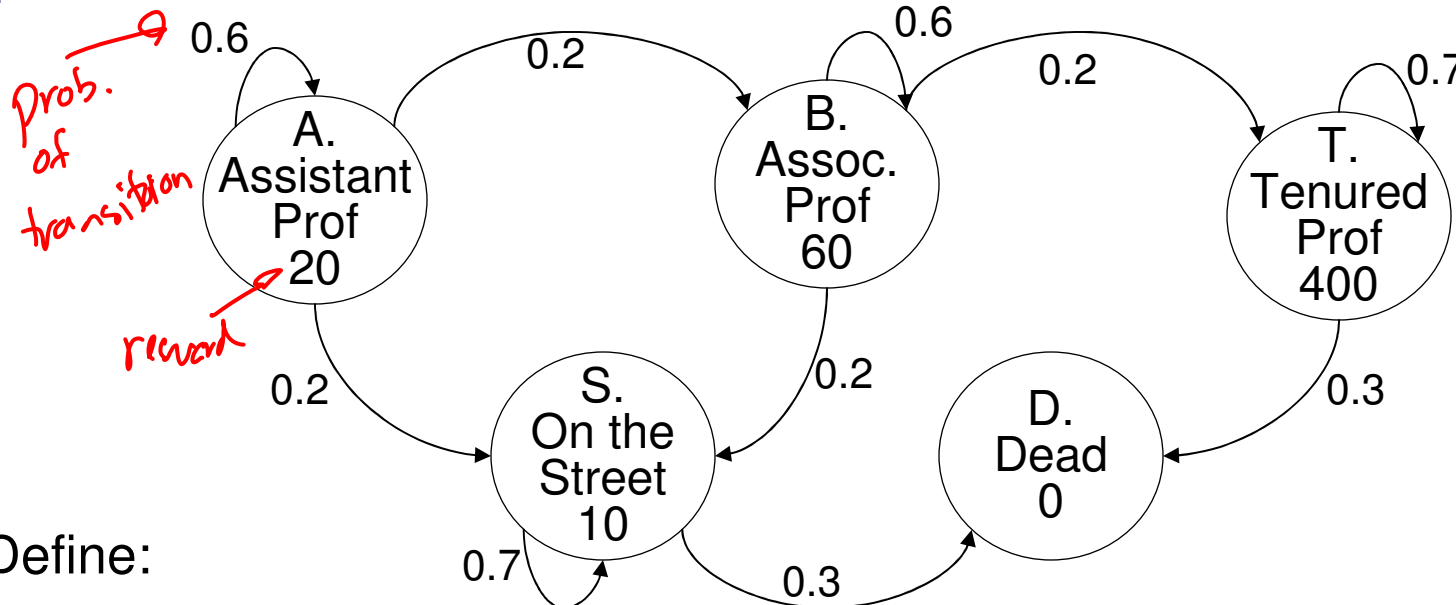 Prob.
of
transition
0.6
0.2
0.6
0.2
0.7
A.
Assistant
Prof
20
reward
B.
Assoc.
Prof
60
T.
Tenured
Prof
400
0.2
0.2
0.3
S.
On the
Street
10
D.
Dead
0
Define:
0.7
0.3